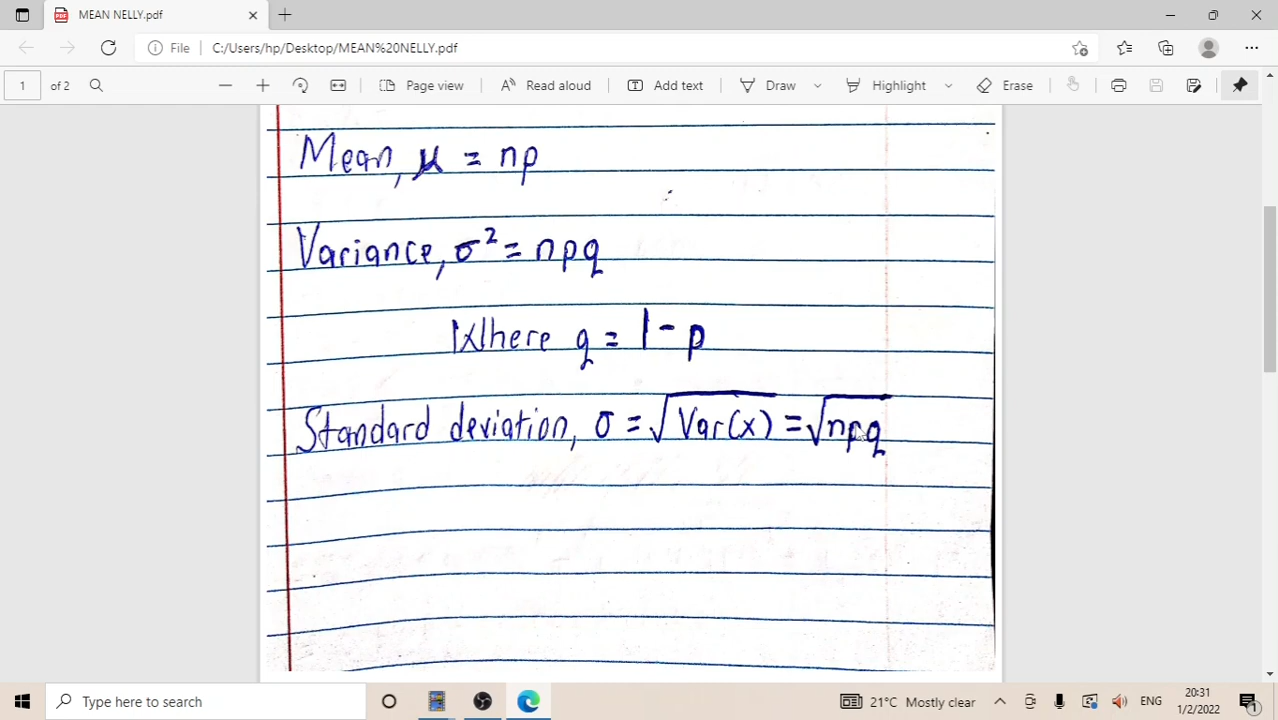 MEAN NELLY.pdf
File
C:/Users/hp/Desktop/MEAN%20NELLY.pdf
1 of 2
Page view
Read aloud
Add text
Draw
Highlight
Erase
Mean, μ = np
Variance, σ² = npq
Where q = 1 - p
Standard deviation, σ = √Var(x) = √npq
Type here to search
21°C Mostly clear
ENG
20:31
1/2/2022
1